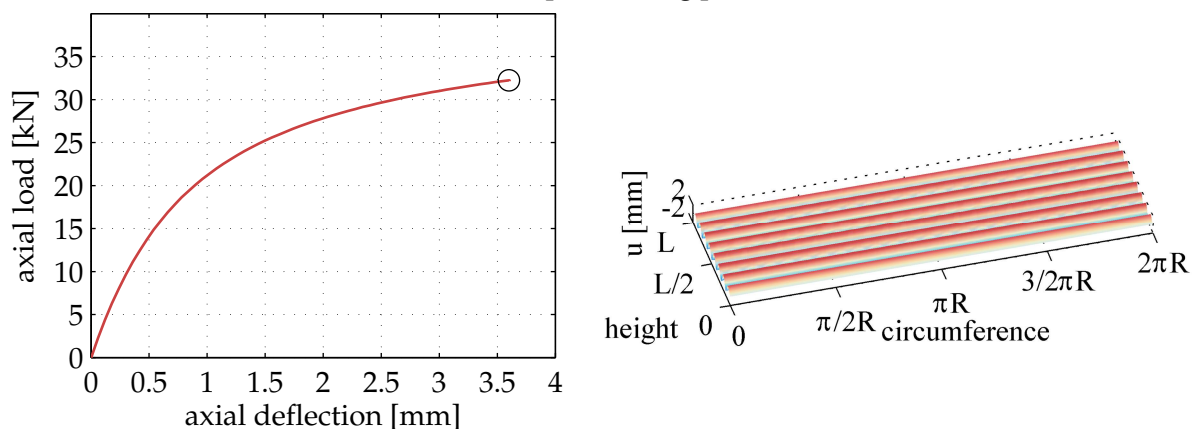 35
30
25
20
15
10
5
0
axial load [kN]
0 0.5 1 1.5 2 2.5 3 3.5 4
axial deflection [mm]
2
-2
u [mm]
L
L/2
0
height
0
π/2R
πR
3/2πR
2πR
circumference